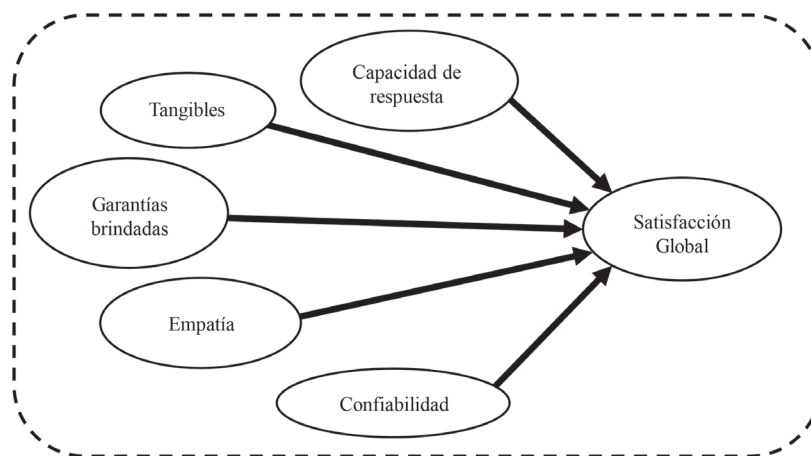 Capacidad de
respuesta
Tangibles
Garantías
brindadas
Satisfacción
Global
Empatía
Confiabilidad